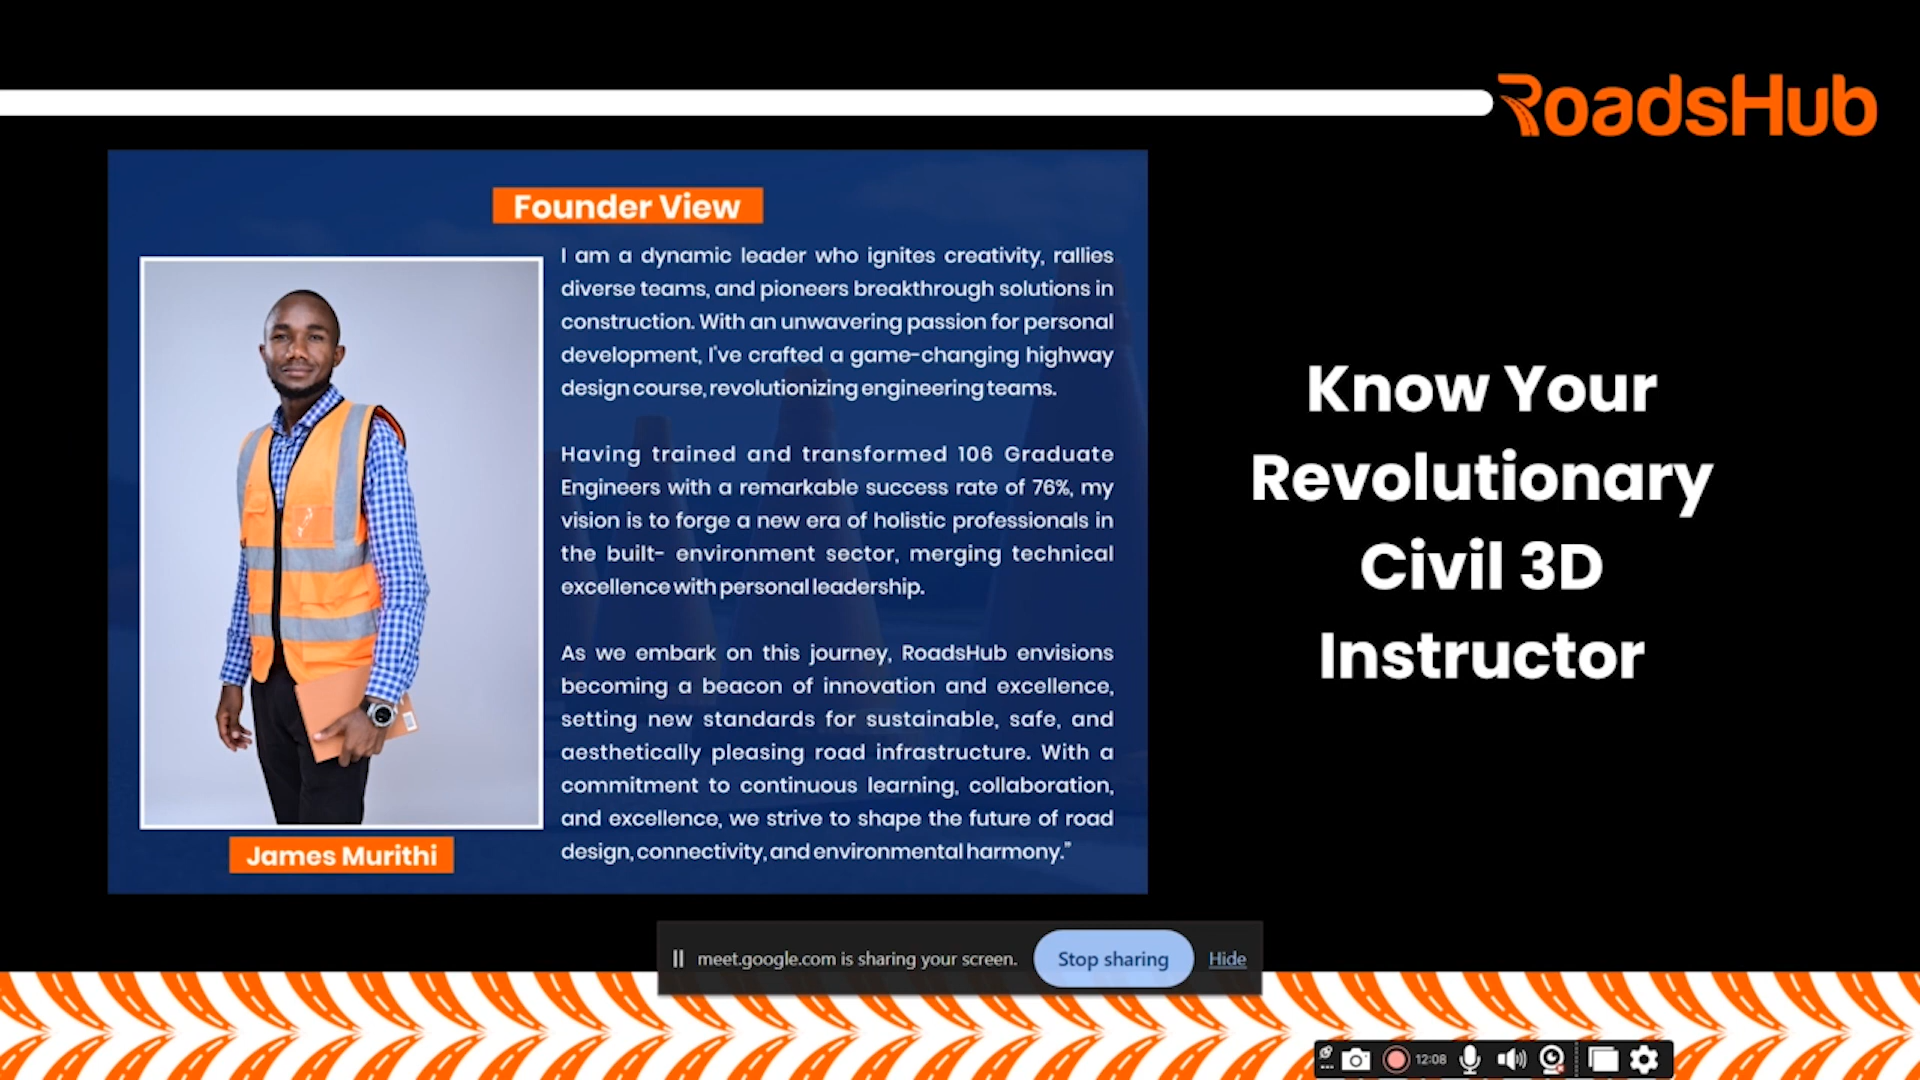 RoadsHub
Founder View
I am a dynamic leader who ignites creativity, rallies
diverse teams, and pioneers breakthrough solutions in
construction. With an unwavering passion for personal
development, I've crafted a game-changing highway
design course, revolutionizing engineering teams.
Having trained and transformed 106 Graduate
Engineers with a remarkable success rate of 76%, my
vision is to forge a new era of holistic professionals in
the built- environment sector, merging technical
excellence with personal leadership.
As we embark on this journey, RoadsHub envisions
becoming a beacon of innovation and excellence,
setting new standards for sustainable, safe, and
aesthetically pleasing road infrastructure. With a
commitment to continuous learning, collaboration,
and excellence, we strive to shape the future of road
design, connectivity, and environmental harmony.”
James Murithi
Know Your
Revolutionary
Civil 3D
Instructor
meet.google.com is sharing your screen.
Stop sharing
Hide
12:08